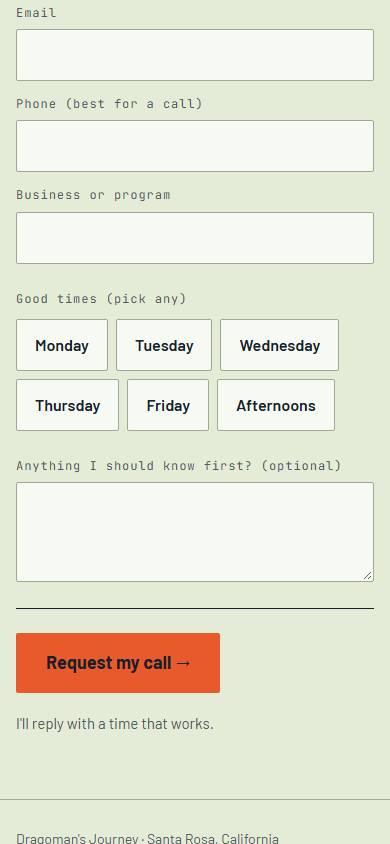 Email
Phone (best for a call)
Business or program
Good times (pick any)
Monday Tuesday Wednesday
Thursday Friday Afternoons
Anything I should know first? (optional)
Request my call →
I'll reply with a time that works.
Dragoman's Journey · Santa Rosa, California